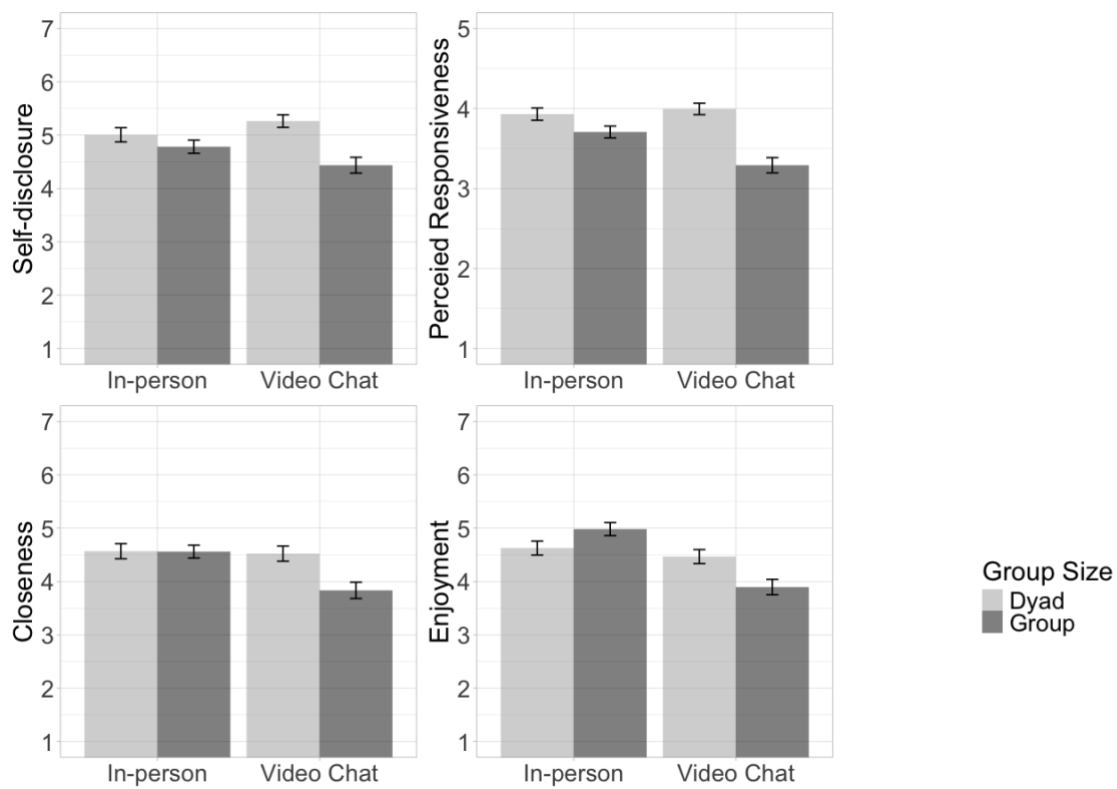 Self-disclosure
7
6
5
4
3
2
1
In-person
Video Chat
Perceied Responsiveness
5
4
3
2
1
In-person
Video Chat
Closeness
7
6
5
4
3
2
1
In-person
Video Chat
Enjoyment
7
6
5
4
3
2
1
In-person
Video Chat
Group Size
Dyad
Group